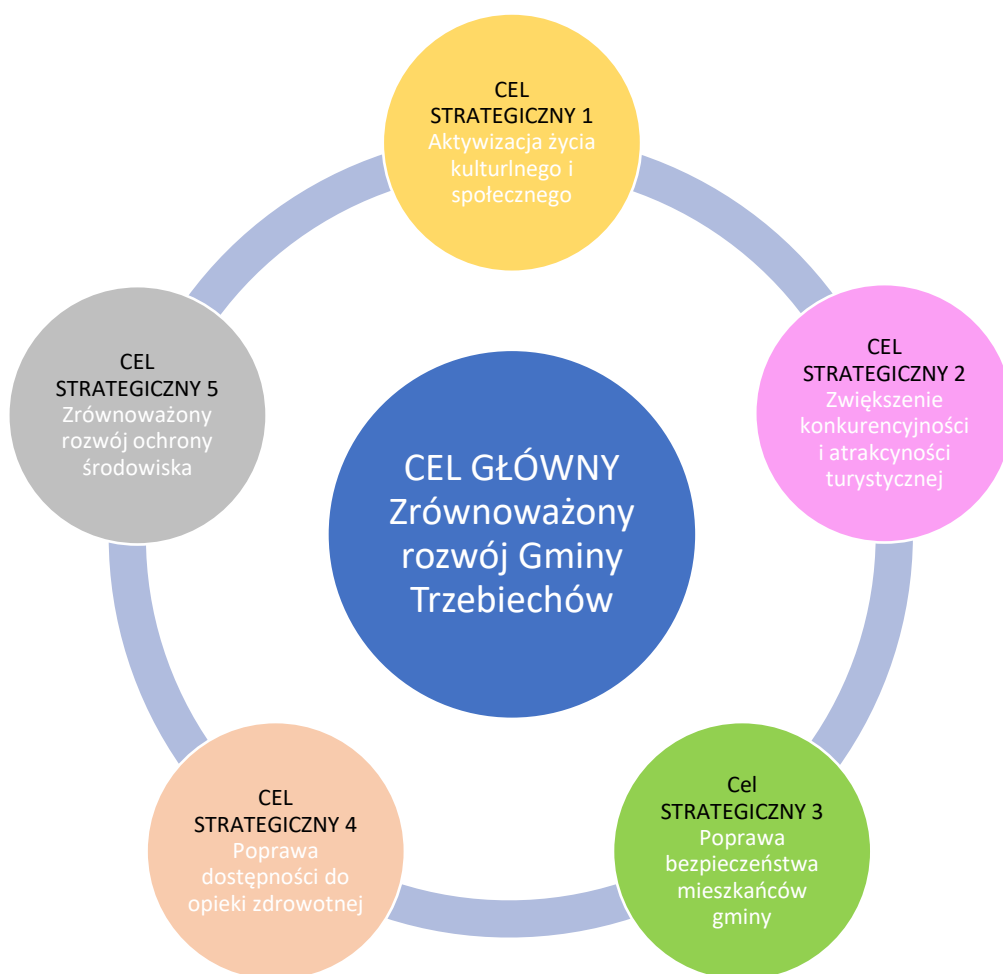 CEL
STRATEGICZNY 1
Aktywizacja życia
kulturlnego i
społecznego
CEL
STRATEGICZNY 2
Zwiększenie
konkurencyjności
i atrakcyności
turystycznej
Cel
STRATEGICZNY 3
Poprawa
bezpieczeństwa
mieszkańców
gminy
CEL
STRATEGICZNY 4
Poprawa
dostępności do
opieki zdrowotnej
CEL
STRATEGICZNY 5
Zrównoważony
rozwój ochrony
środowiska
CEL GŁÓWNY
Zrównoważony
rozwój Gminy
Trzebiechów